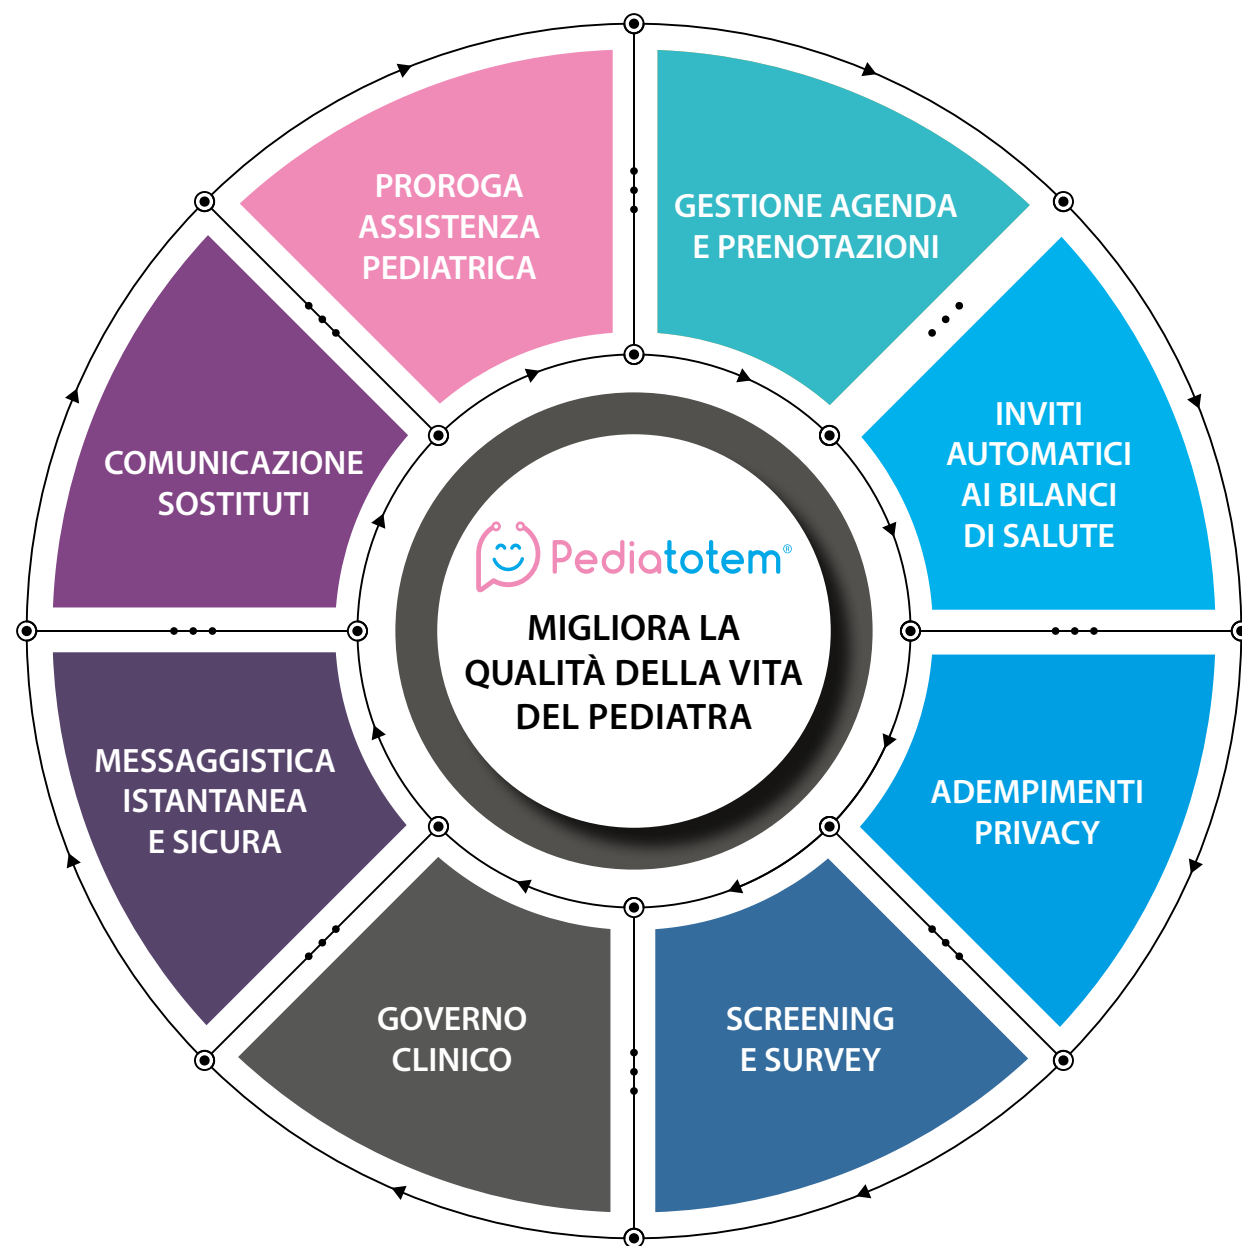 PROROGA
ASSISTENZA
PEDIATRICA
GESTIONE AGENDA
E PRENOTAZIONI
INVITI
AUTOMATICI
AI BILANCI
DI SALUTE
ADEMPIMENTI
PRIVACY
SCREENING
E SURVEY
GOVERNO
CLINICO
MESSAGGISTICA
ISTANTANEA
E SICURA
COMUNICAZIONE
SOSTITUTI
Pediatotem®
MIGLIORA LA
QUALITÀ DELLA VITA
DEL PEDIATRA